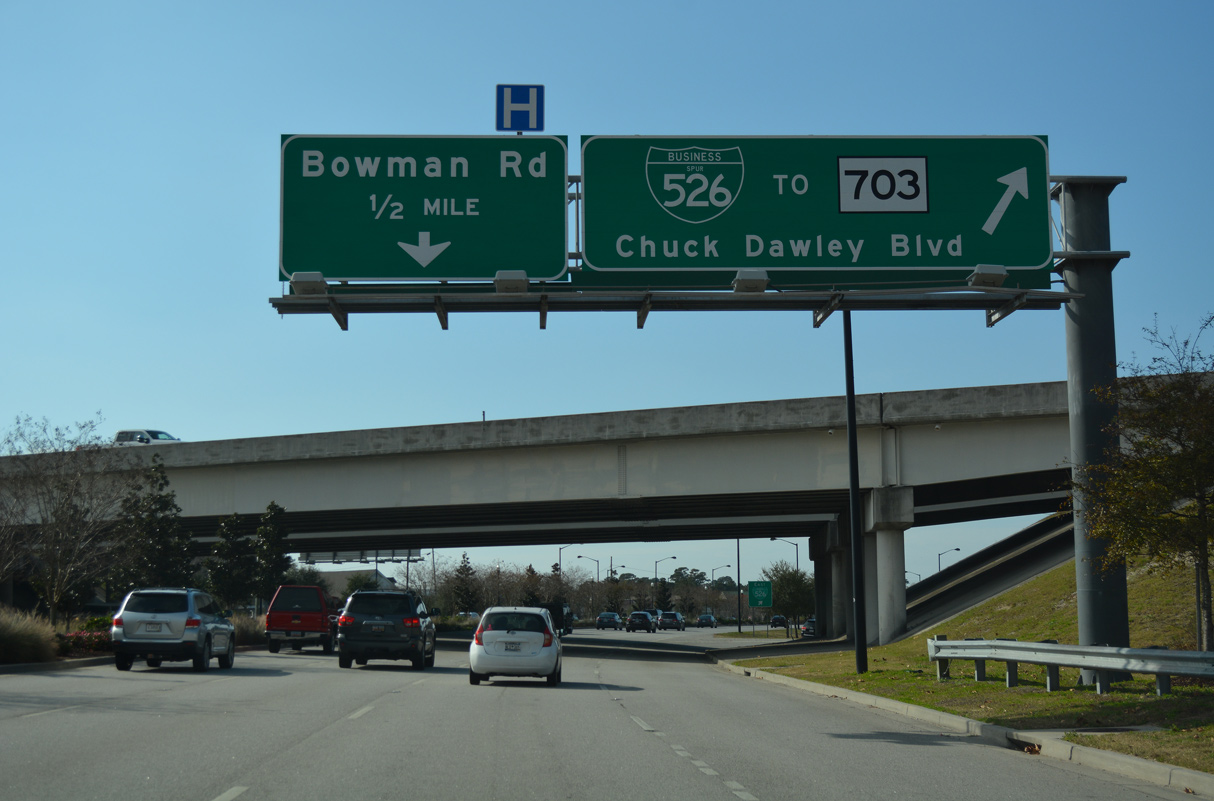 H
Bowman Rd
1/2 MILE
BUSINESS
SPUR
526
TO
703
Chuck Dawley Blvd